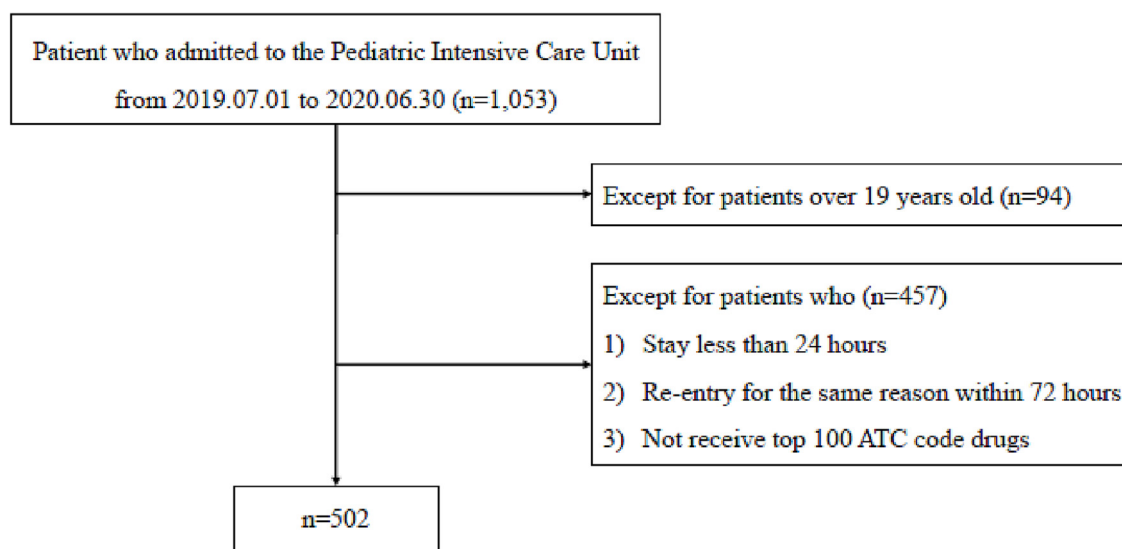 Patient who admitted to the Pediatric Intensive Care Unit
from 2019.07.01 to 2020.06.30 (n=1,053)
Except for patients over 19 years old (n=94)
Except for patients who (n=457)
1) Stay less than 24 hours
2) Re-entry for the same reason within 72 hours
3) Not receive top 100 ATC code drugs
n=502